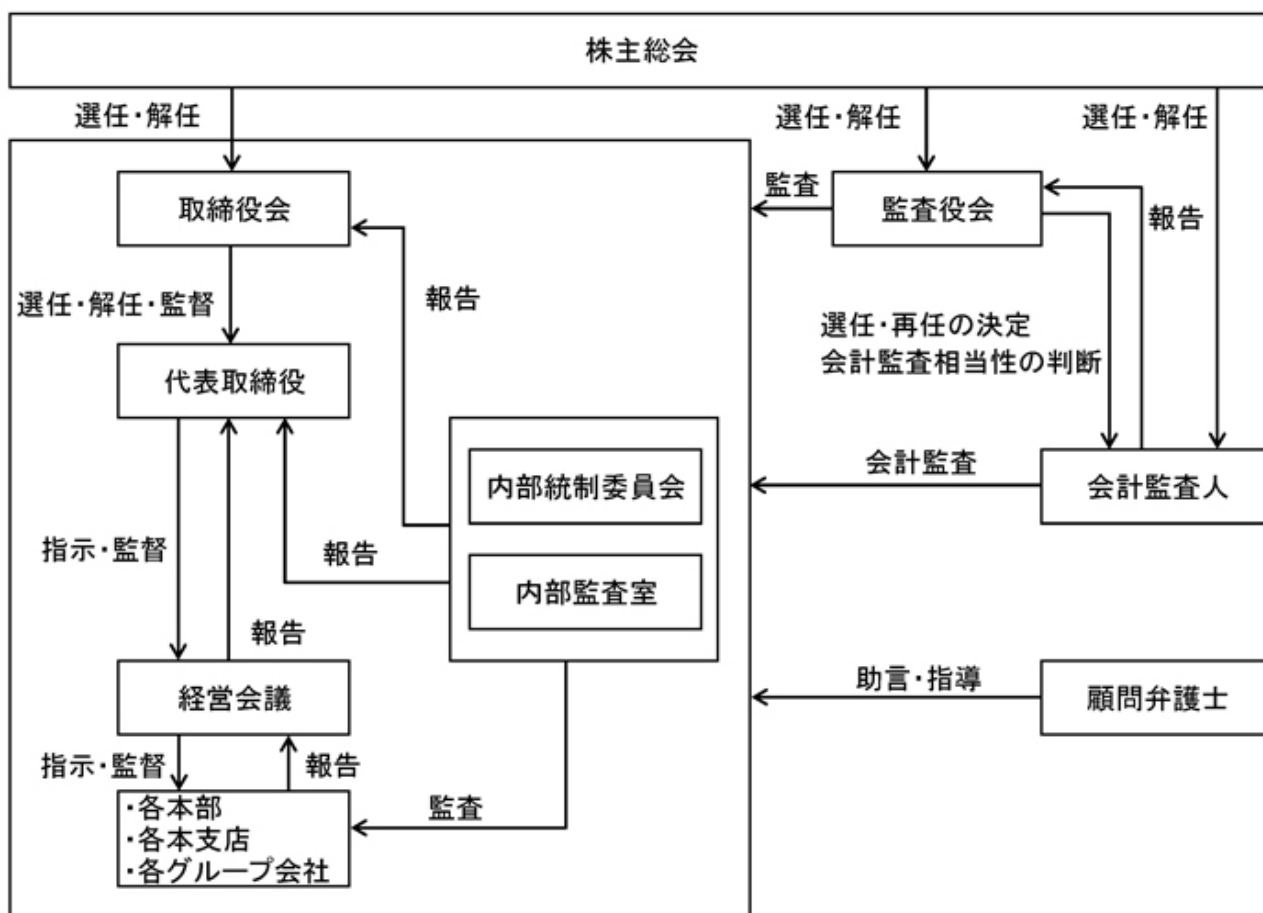 株主総会
選任・解任
選任・解任
選任・解任
取締役会
監査
監査役会
報告
選任・解任・監督
報告
選任・再任の決定
会計監査相当性の判断
代表取締役
内部統制委員会
会計監査
会計監査人
指示・監督
報告
内部監査室
報告
経営会議
助言・指導
顧問弁護士
指示・監督
報告
・各本部
・各本支店
・各グループ会社
監査